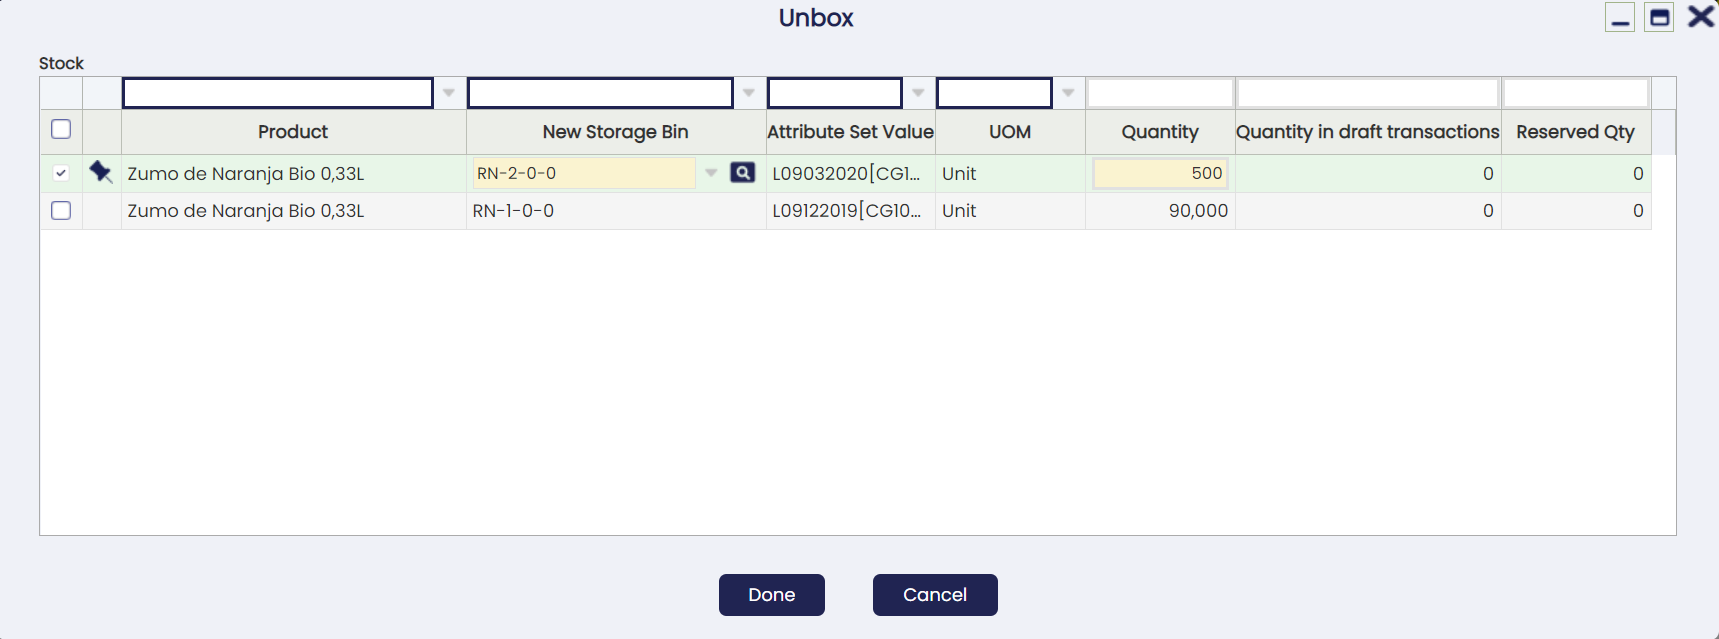 Unbox
Stock
Product New Storage Bin Attribute Set Value UOM Quantity Quantity in draft transactions Reserved Qty
Zumo de Naranja Bio 0,33L RN-2-0-0 L09032020[CG1... Unit 500 0 0
Zumo de Naranja Bio 0,33L RN-1-0-0 L09122019[CG10... Unit 90,000 0 0
Done Cancel